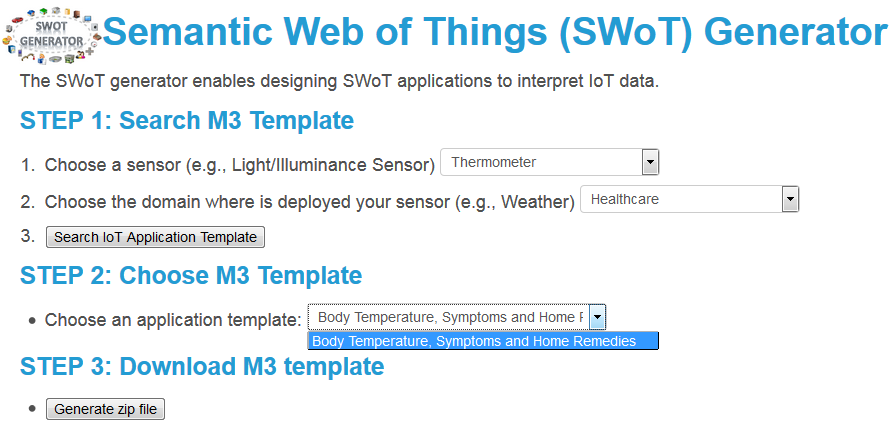 SWOT
GENERATOR
Semantic Web of Things (SWoT) Generator
The SWoT generator enables designing SWoT applications to interpret IoT data.
STEP 1: Search M3 Template
1. Choose a sensor (e.g., Light/Illuminance Sensor) Thermometer
2. Choose the domain where is deployed your sensor (e.g., Weather) Healthcare
3. Search IoT Application Template
STEP 2: Choose M3 Template
• Choose an application template: Body Temperature, Symptoms and Home R
Body Temperature, Symptoms and Home Remedies
STEP 3: Download M3 template
• Generate zip file